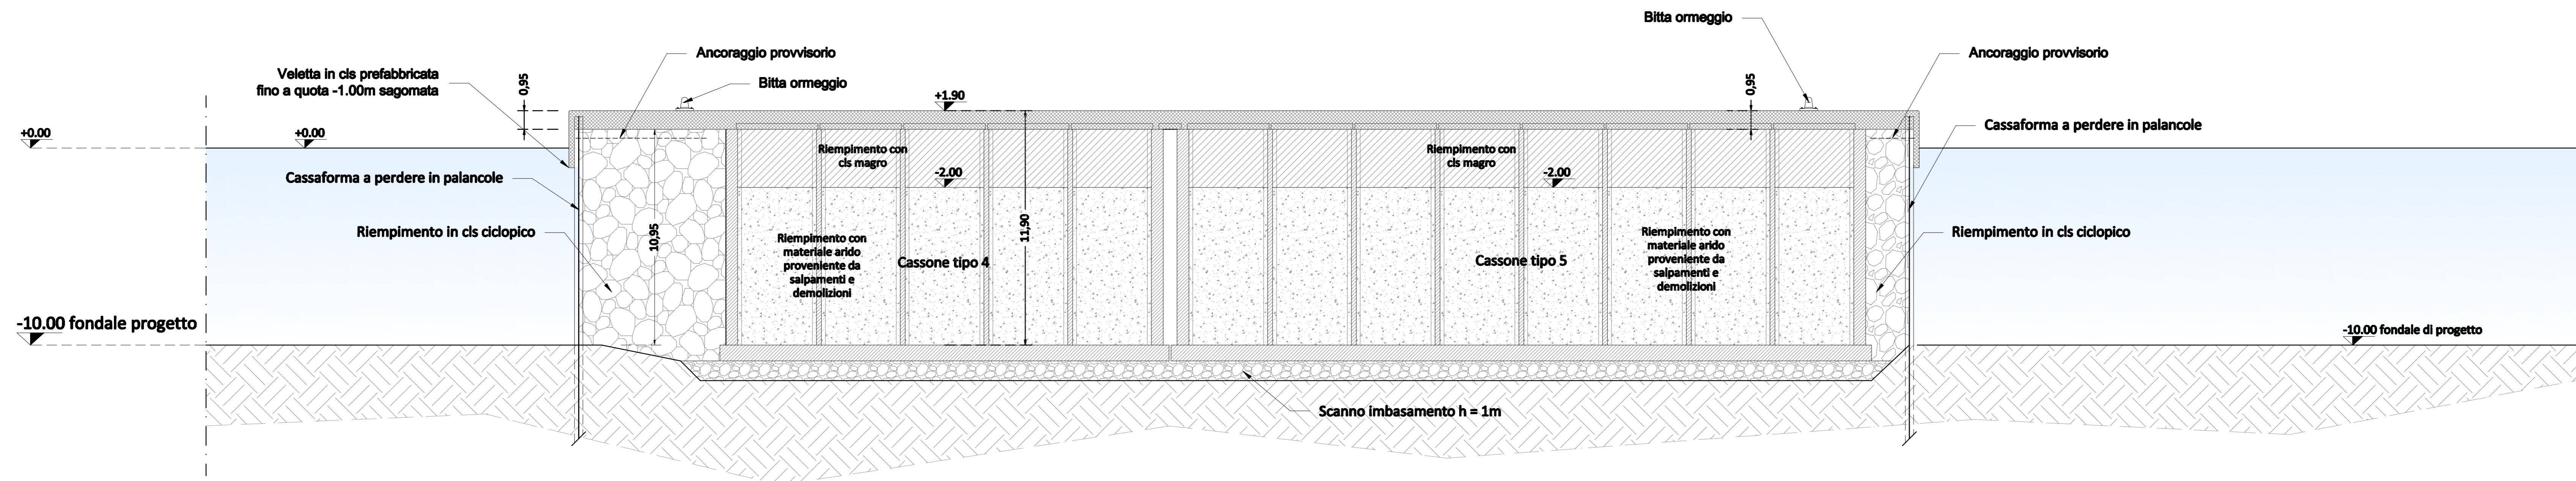 Bitta ormeggio
Ancoraggio provvisorio
Ancoraggio provvisorio
Veletta in cls prefabbricata
fino a quota -1.00m sagomata
0,95
Bitta ormeggio
+1.90
0,95
+0.00
+0.00
Cassaforma a perdere in palancole
Riempimento con
cls magro
Riempimento con
cls magro
Cassaforma a perdere in palancole
-2.00
-2.00
Riempimento in cls ciclopico
10,95
11,90
Riempimento con
materiale arido
proveniente da
salpamenti e
demolizioni
Cassone tipo 4
Cassone tipo 5
Riempimento con
materiale arido
proveniente da
salpamenti e
demolizioni
Riempimento in cls ciclopico
-10.00 fondale progetto
-10.00 fondale di progetto
Scanno imbasamento h = 1m